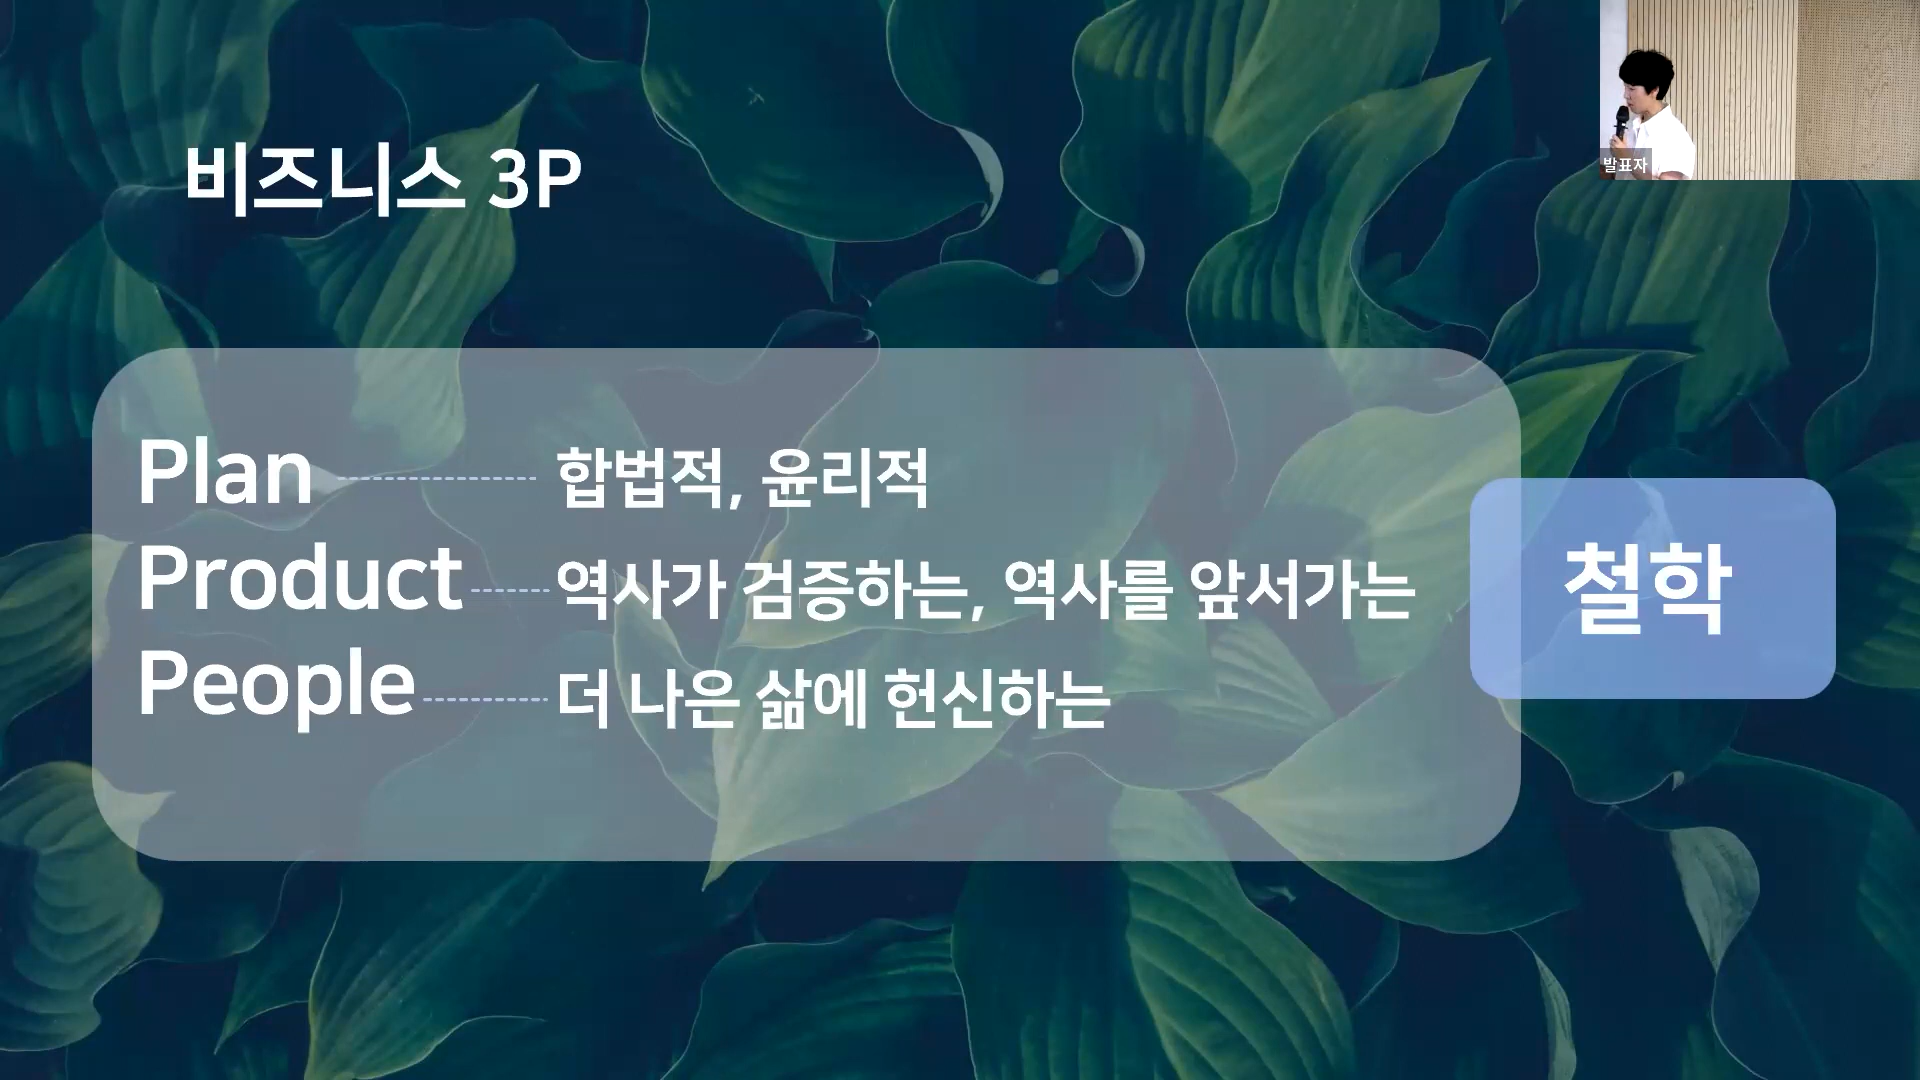 비즈니스 3P
발표자
Plan 합법적, 윤리적
Product 역사가 검증하는, 역사를 앞서가는
People 더 나은 삶에 헌신하는
철학